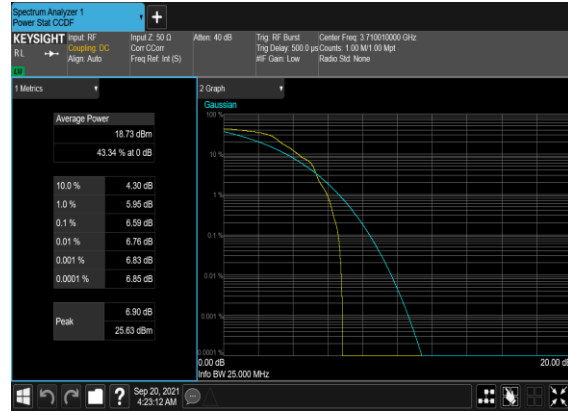 Spectrum Analyzer 1
Power Stat CCDF
+
KEYSIGHT Input: RF Input Z: 50 Ω Atten: 40 dB Trig: RF Burst Center Freq: 3.710010000 GHz
RL Coupling: DC Corr CCorr Trig Delay: 500.0 µs Counts: 1.00 M/1.00 Mpt
Align: Auto Freq Ref: Int (S) #IF Gain: Low Radio Std: None
1 Metrics
2 Graph
Average Power
18.73 dBm
43.34 % at 0 dB
10.0 % 4.30 dB
1.0 % 5.95 dB
0.1 % 6.59 dB
0.01 % 6.76 dB
0.001 % 6.83 dB
0.0001 % 6.85 dB
Peak 6.90 dB
25.63 dBm
Gaussian
100 %
10 %
1 %
0.1 %
0.01 %
0.001 %
0.0001 %
0.00 dB 20.00 dB
Info BW 25.000 MHz
? Sep 20, 2021
4:23:12 AM